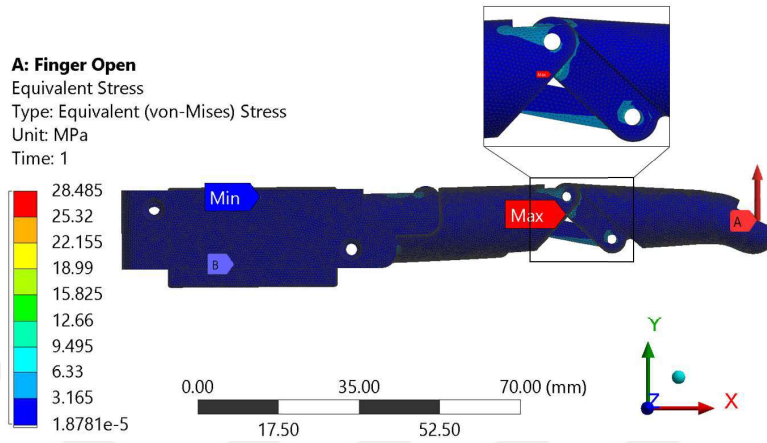 A: Finger Open
Equivalent Stress
Type: Equivalent (von-Mises) Stress
Unit: MPa
Time: 1
28.485
25.32
22.155
18.99
15.825
12.66
9.495
6.33
3.165
1.8781e-5
Max
Min
Max
A
B
0.00 35.00 70.00 (mm)
17.50 52.50
Y
Z X